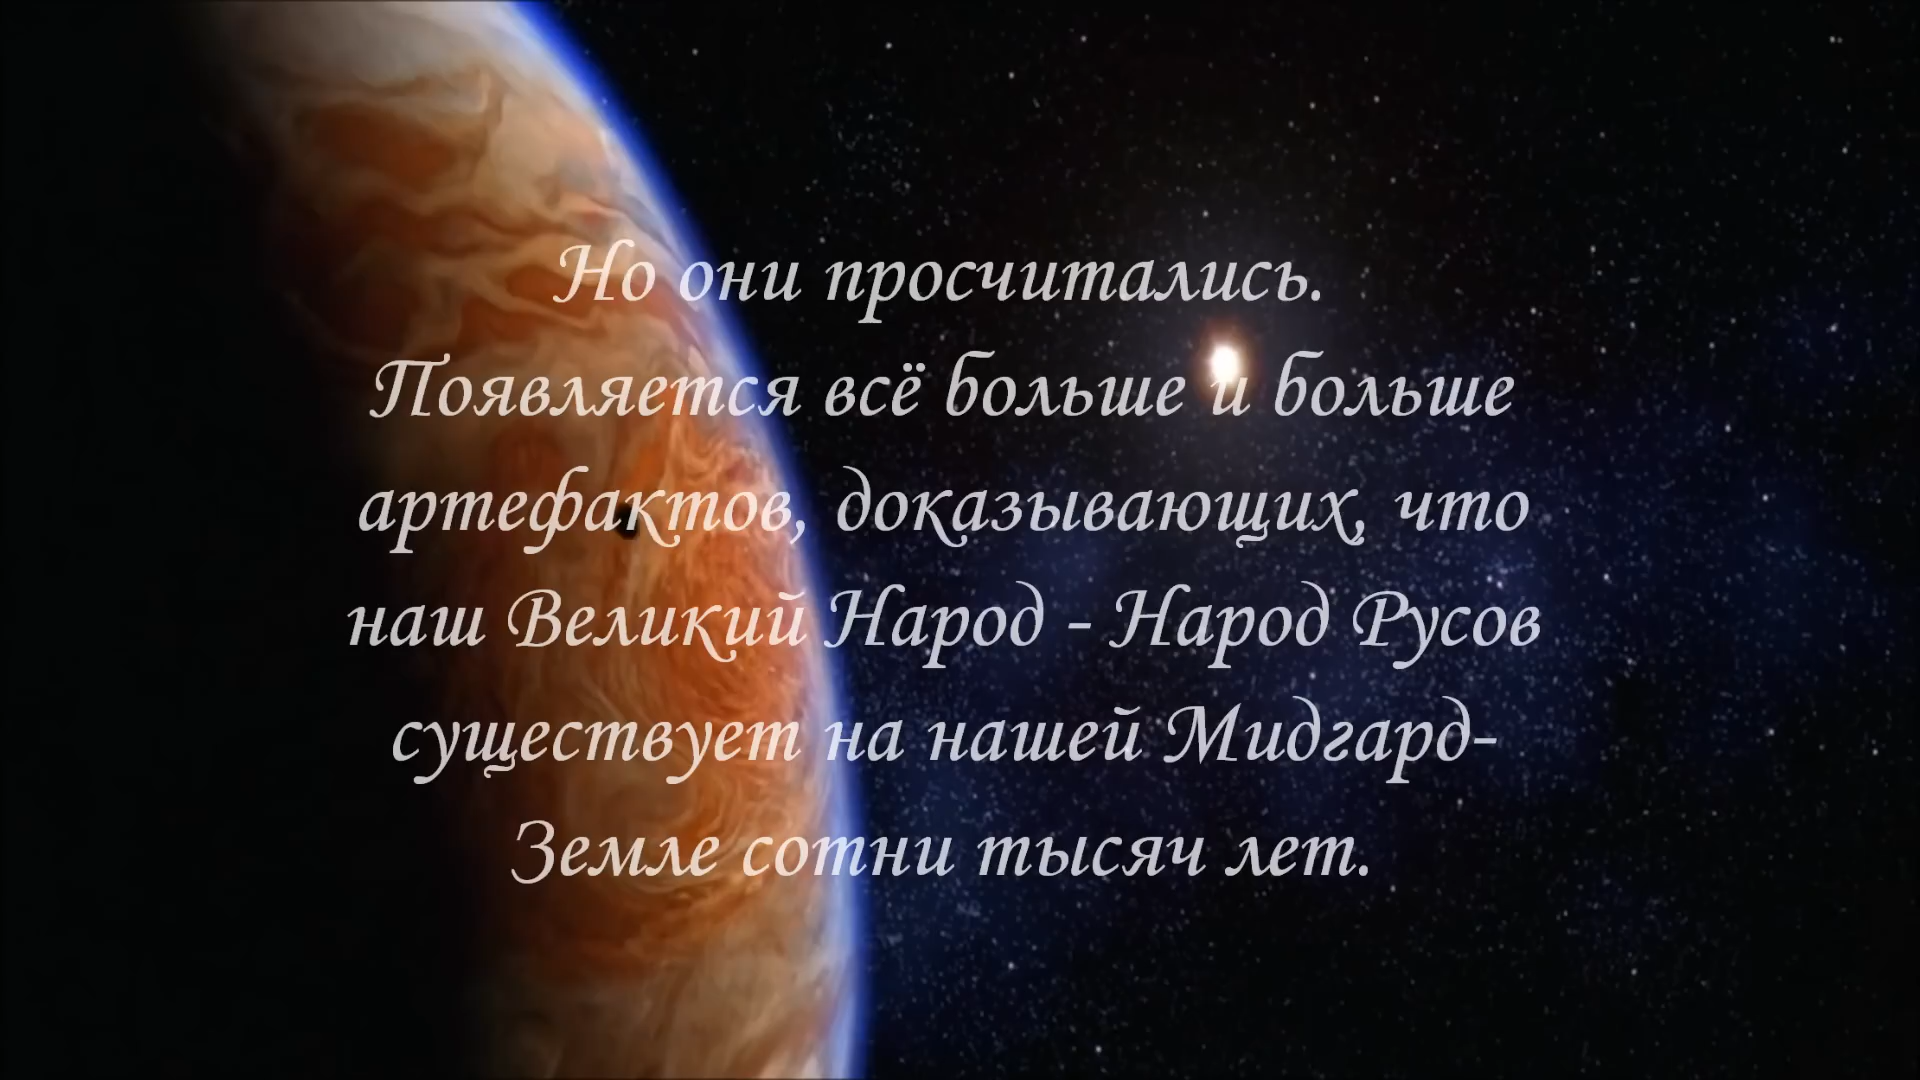 Но они просчитались.
Появляется всё больше и больше
артефактов, доказывающих, что
наш Великий Народ - Народ Русов
существует на нашей Мидгард-
Земле сотни тысяч лет.